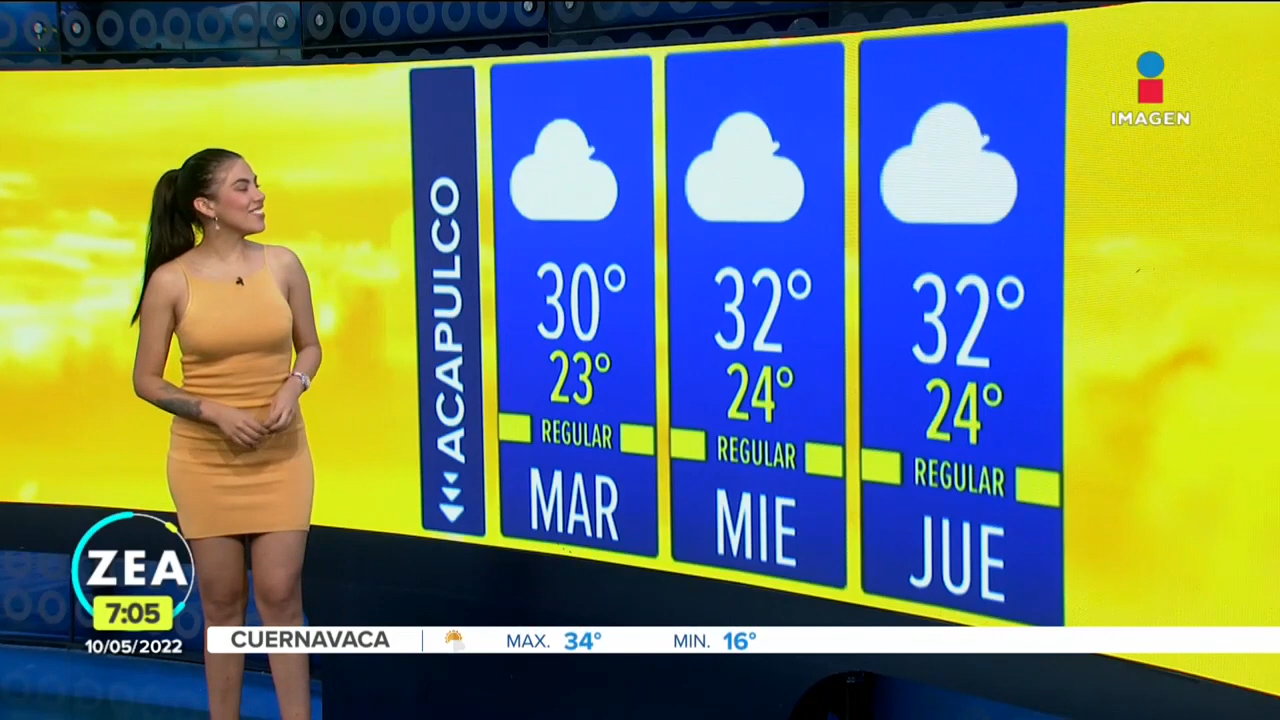 IMAGEN
ACAPULCO
30°
23°
REGULAR
MAR
32°
24°
REGULAR
MIE
32°
24°
REGULAR
JUE
ZEA
7:05
10/05/2022
CUERNAVACA MAX. 34° MIN. 16°